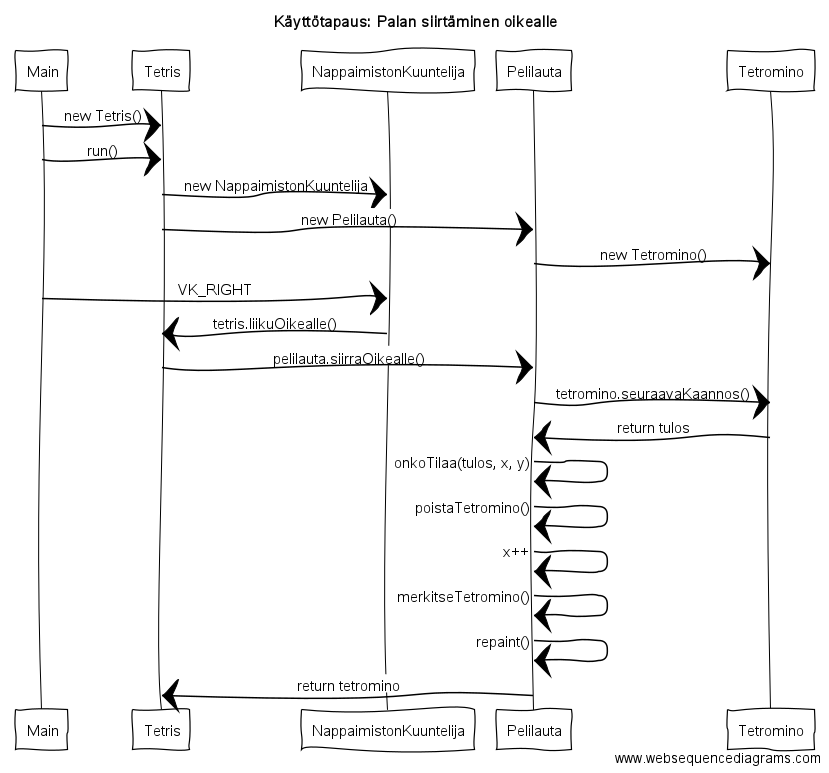 Käyttötapaus: Palan siirtäminen oikealle
Main
Tetris
NappaimistonKuuntelija
Pelilauta
Tetromino
new Tetris()
run()
new NappaimistonKuuntelija
new Pelilauta()
new Tetromino()
VK_RIGHT
tetris.liikuOikealle()
pelilauta.siirraOikealle()
tetromino.seuraavaKaannos()
return tulos
onkoTilaa(tulos, x, y)
poistaTetromino()
x++
merkitseTetromino()
repaint()
return tetromino
Main
Tetris
NappaimistonKuuntelija
Pelilauta
Tetromino
www.websequencediagrams.com